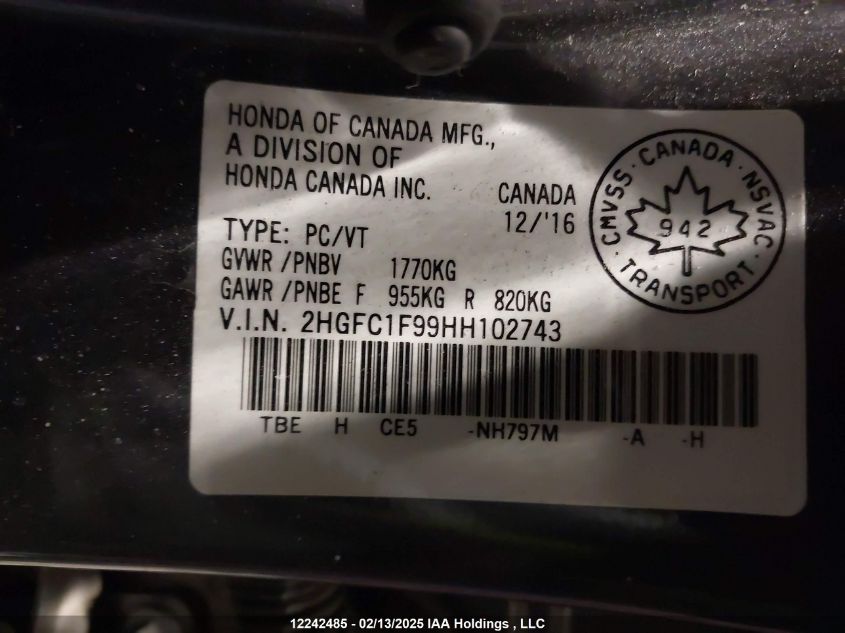 HONDA OF CANADA MFG.,
A DIVISION OF
HONDA CANADA INC. CANADA
12/'16
TYPE: PC/VT
GVWR /PNBV 1770KG
GAWR /PNBE F 955KG R 820KG
V.I.N. 2HGFC1F99HH102743
TBE H CE5 -NH797M -A -H
CMVSS · CANADA · NSVAC · TRANSPORT ·
942
12242485 - 02/13/2025 IAA Holdings , LLC